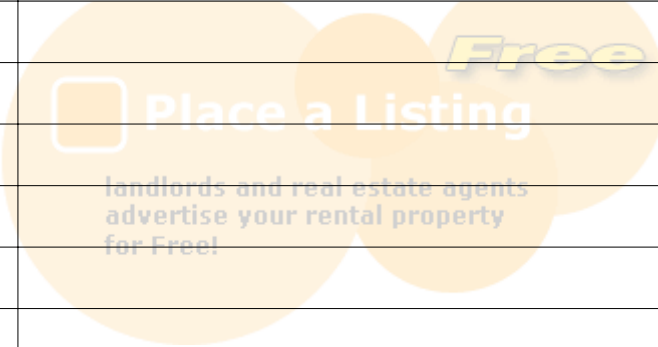 Free
Place a Listing
landlords and real estate agents
advertise your rental property
for Free!